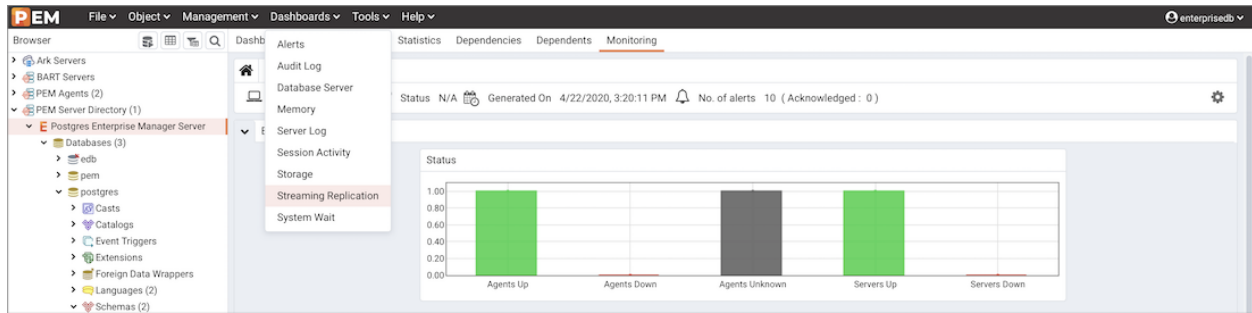 PEM File Object Management Dashboards Tools Help enterprisedb
Browser Dashb Statistics Dependencies Dependents Monitoring
Alerts
Audit Log
Database Server
Memory
Server Log
Session Activity
Storage
Streaming Replication
System Wait
Ark Servers
BART Servers
PEM Agents (2)
PEM Server Directory (1)
Postgres Enterprise Manager Server
Databases (3)
edb
pem
postgres
Casts
Catalogs
Event Triggers
Extensions
Foreign Data Wrappers
Languages (2)
Schemas (2)
Status N/A Generated On 4/22/2020, 3:20:11 PM No. of alerts 10 (Acknowledged: 0)
Status
1.00
0.80
0.60
0.40
0.20
0.00
Agents Up Agents Down Agents Unknown Servers Up Servers Down